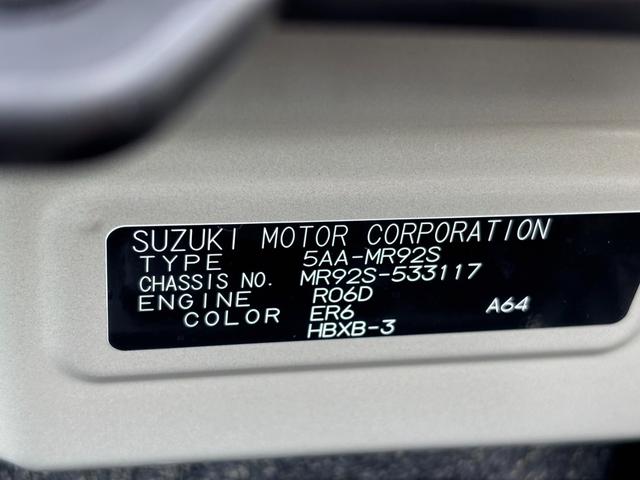 SUZUKI MOTOR CORPORATION
TYPE 5AA-MR92S
CHASSIS NO. MR92S-533117
ENGINE R06D
COLOR ER6 A64
HBXB-3